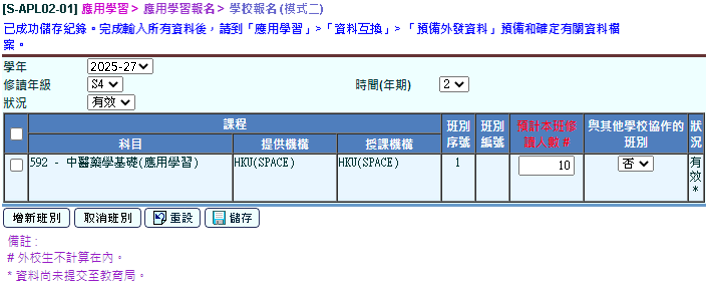 [S-APL02-01] 應用學習 > 應用學習報名 > 學校報名 (模式二)
已成功儲存紀錄。完成輸入所有資料後，請到「應用學習」>「資料互換」>「預備外發資料」預備和確定有關資料檔
案。
學年 2025-27
修讀年級 S4 時間(年期) 2
狀況 有效
課程 班別序號 班別編號 預計本班修讀人數 # 與其他學校協作的班別 狀況
科目 提供機構 授課機構
592 - 中醫藥學基礎(應用學習) HKU(SPACE) HKU(SPACE) 1 10 否 有效*
增新班別 取消班別 重設 儲存
備註 :
# 外校生不計算在內。
* 資料尚未提交至教育局。